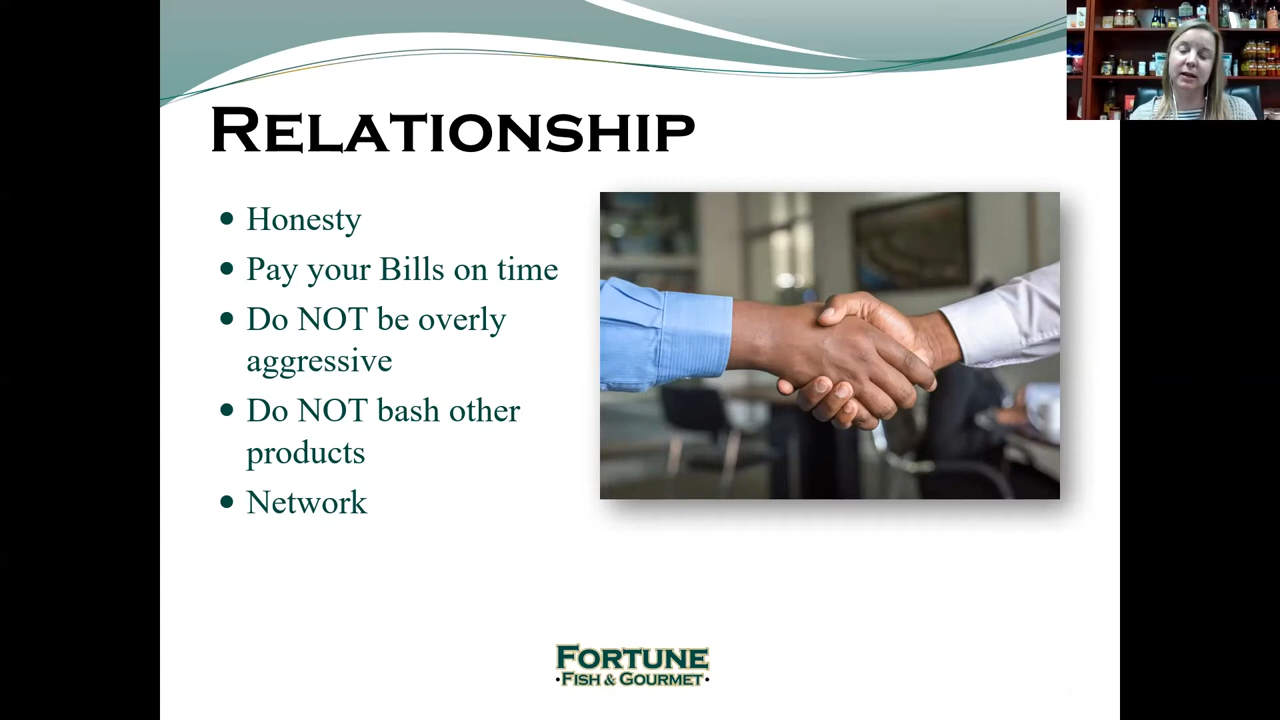 RELATIONSHIP
• Honesty
• Pay your Bills on time
• Do NOT be overly
aggressive
• Do NOT bash other
products
• Network
FORTUNE
·FISH & GOURMET·